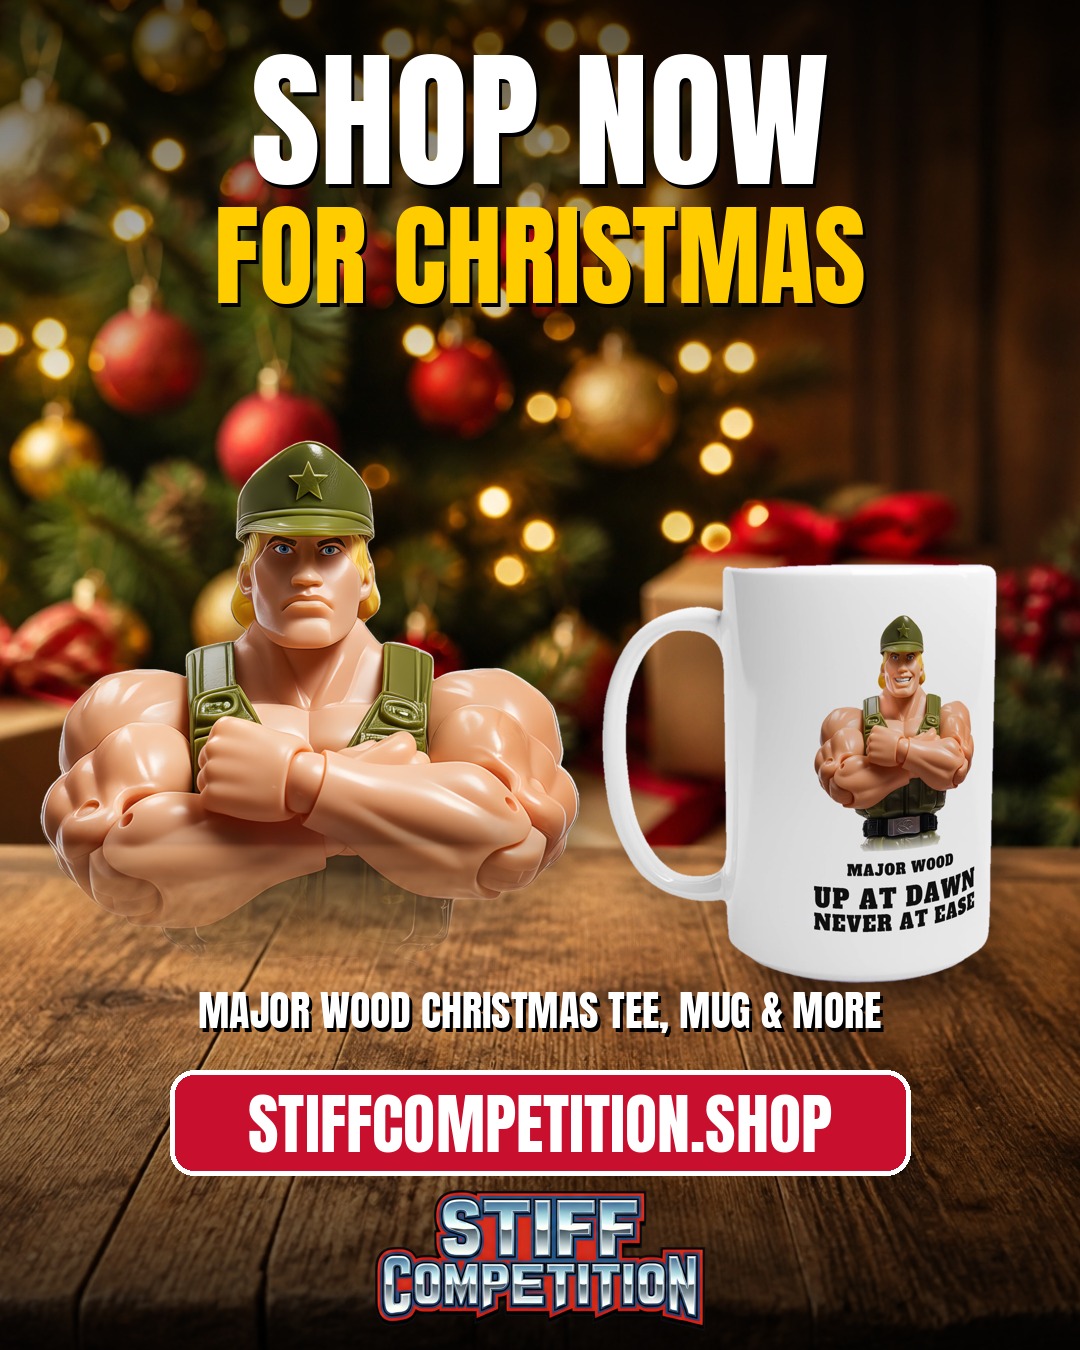 SHOP NOW
FOR CHRISTMAS
MAJOR WOOD
UP AT DAWN
NEVER AT EASE
MAJOR WOOD CHRISTMAS TEE, MUG & MORE
STIFFCOMPETITION.SHOP
STIFF
COMPETITION